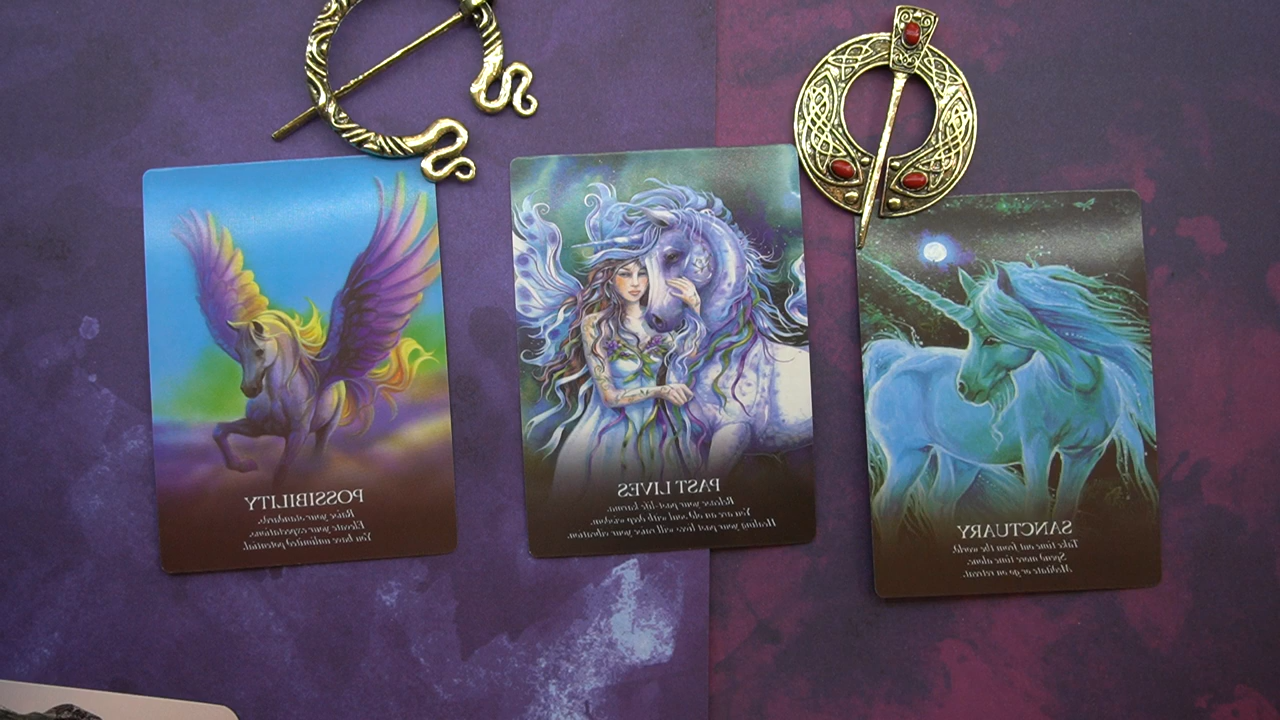 POSSIBILITY
Raise your standards.
Elevate your expectations.
You have unlimited potential.
PAST LIVES
Release your past-life karma.
You are an old soul with deep wisdom.
Healing your past lives will raise your vibration.
SANCTUARY
Take time out from the world.
Spend more time alone.
Meditate or go on retreat.